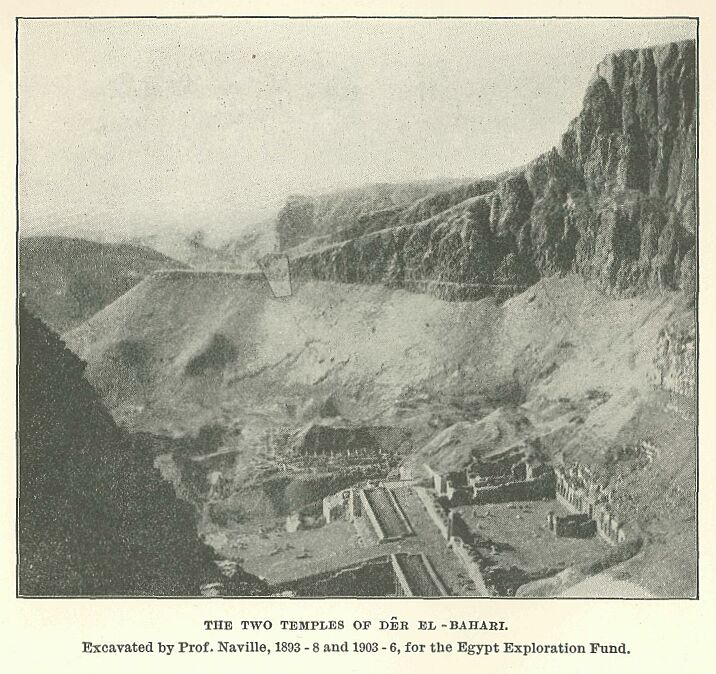 THE TWO TEMPLES OF DÊR EL-BAHARI.
Excavated by Prof. Naville, 1893-8 and 1903-6, for the Egypt Exploration Fund.